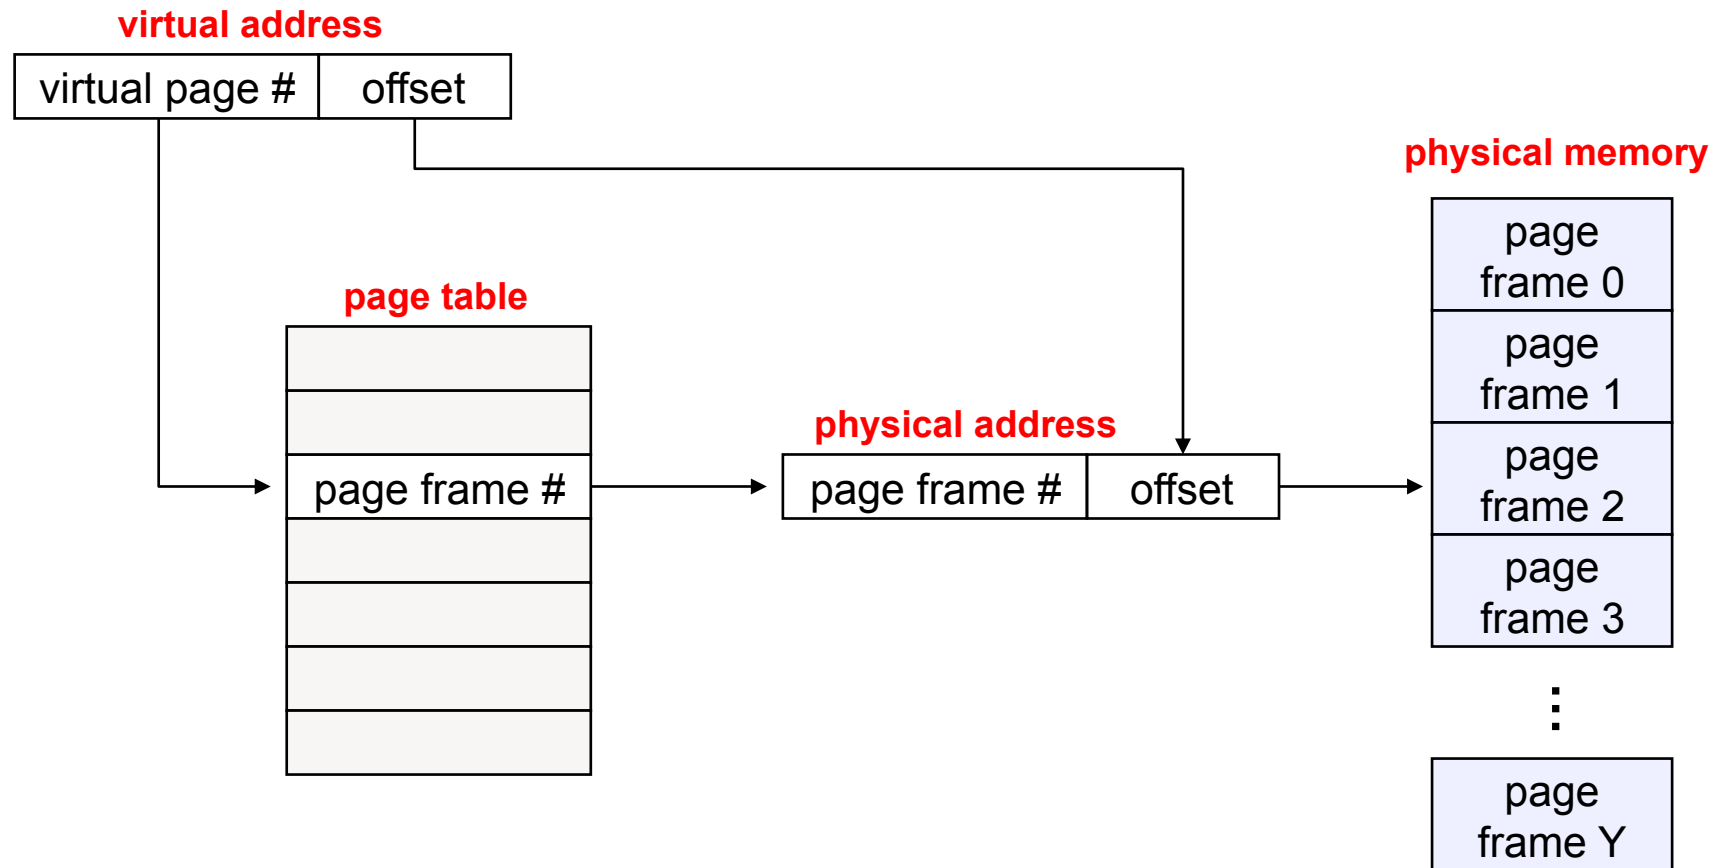 virtual address
virtual page #
offset
physical memory
page
frame 0
page table
page
frame 1
physical address
page frame #
page frame #
offset
page
frame 2
page
frame 3
⋮
page
frame Y